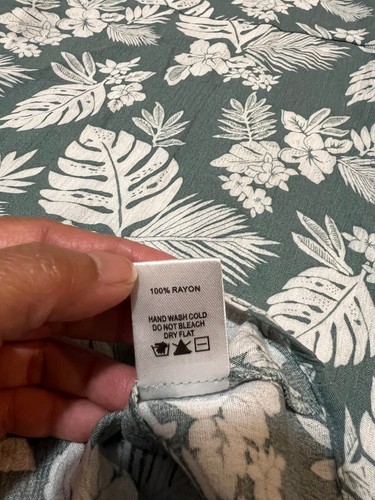 100% RAYON
HAND WASH COLD
DO NOT BLEACH
DRY FLAT